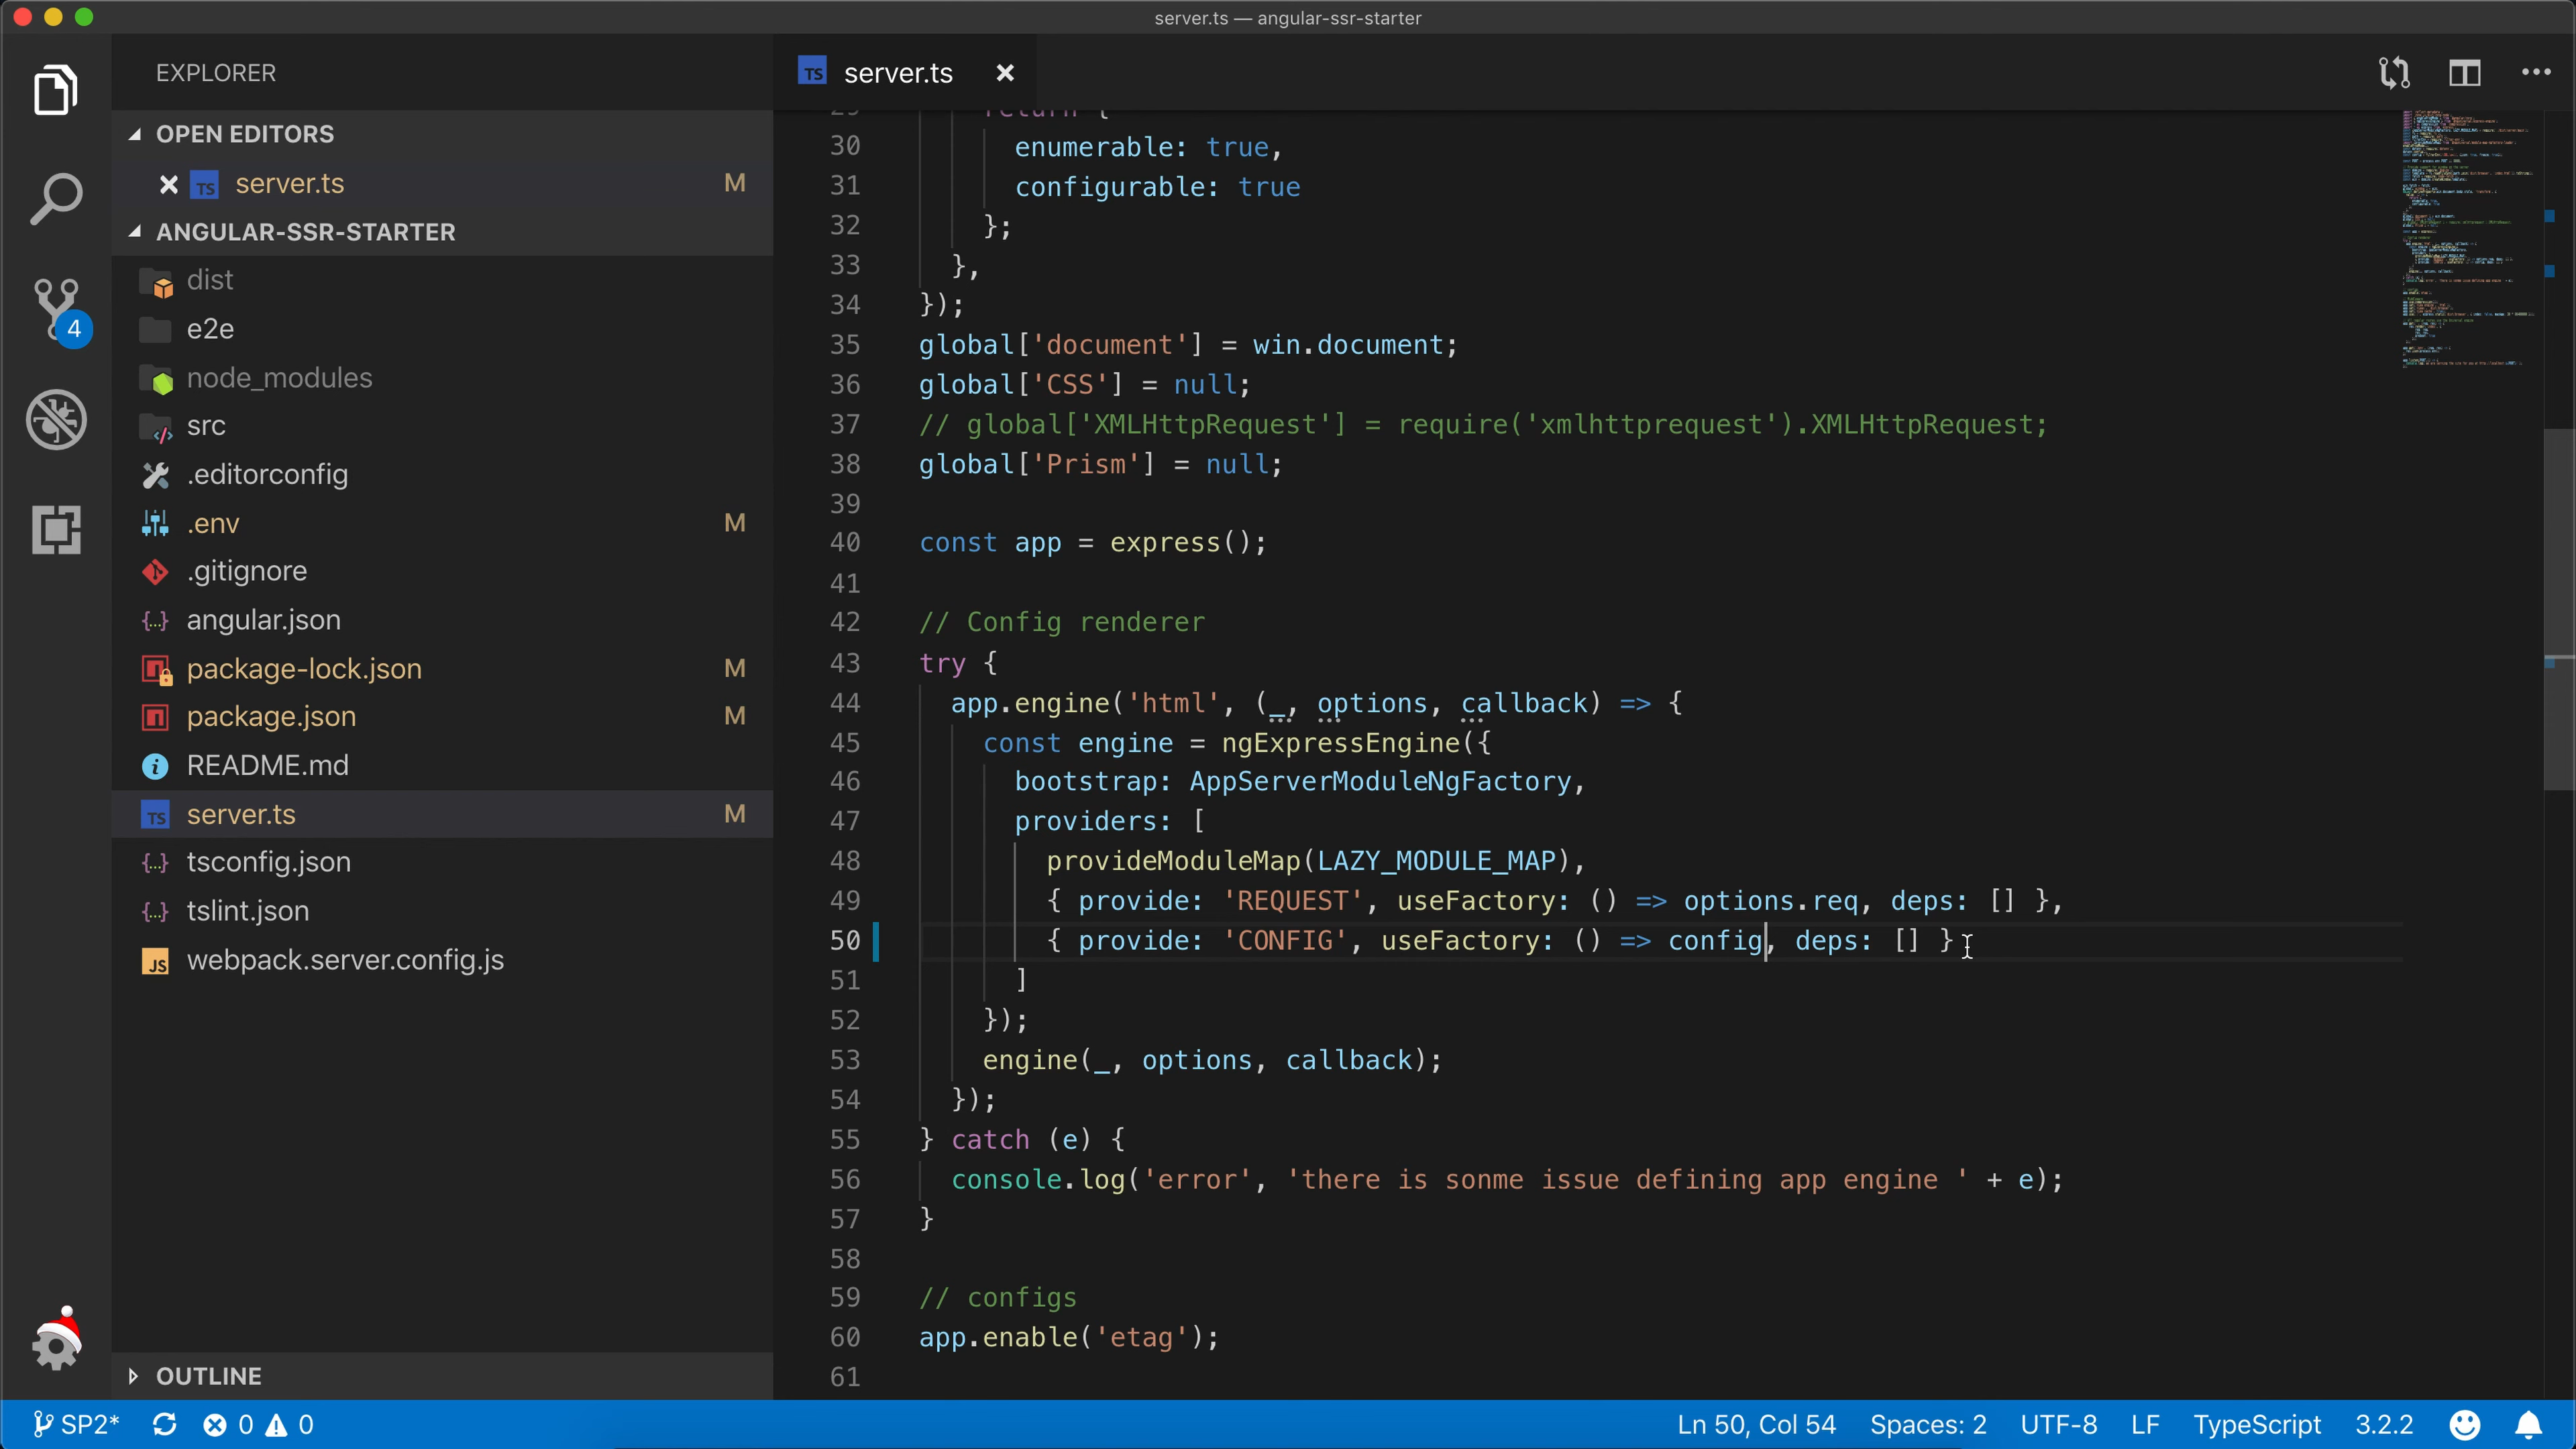 server.ts — angular-ssr-starter
EXPLORER
OPEN EDITORS
server.ts M
ANGULAR-SSR-STARTER
dist
e2e
node_modules
src
.editorconfig
.env M
.gitignore
angular.json
package-lock.json M
package.json M
README.md
server.ts M
tsconfig.json
tslint.json
webpack.server.config.js
OUTLINE
4
TS server.ts
29 return {
30 enumerable: true,
31 configurable: true
32 };
33 },
34 });
35 global['document'] = win.document;
36 global['CSS'] = null;
37 // global['XMLHttpRequest'] = require('xmlhttprequest').XMLHttpRequest;
38 global['Prism'] = null;
39
40 const app = express();
41
42 // Config renderer
43 try {
44 app.engine('html', (_, options, callback) => {
45 const engine = ngExpressEngine({
46 bootstrap: AppServerModuleNgFactory,
47 providers: [
48 provideModuleMap(LAZY_MODULE_MAP),
49 { provide: 'REQUEST', useFactory: () => options.req, deps: [] },
50 { provide: 'CONFIG', useFactory: () => config, deps: [] }
51 ]
52 });
53 engine(_, options, callback);
54 });
55 } catch (e) {
56 console.log('error', 'there is sonme issue defining app engine ' + e);
57 }
58
59 // configs
60 app.enable('etag');
61
SP2* 0 0 Ln 50, Col 54 Spaces: 2 UTF-8 LF TypeScript 3.2.2